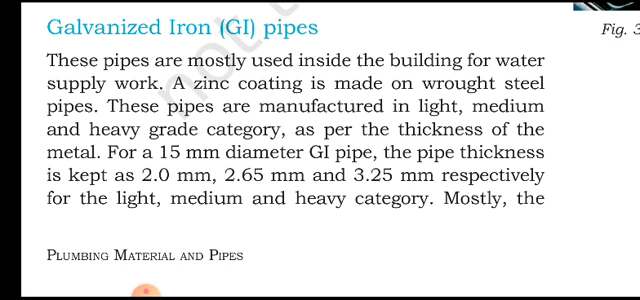 Galvanized Iron (GI) pipes
Fig. 3
These pipes are mostly used inside the building for water
supply work. A zinc coating is made on wrought steel
pipes. These pipes are manufactured in light, medium
and heavy grade category, as per the thickness of the
metal. For a 15 mm diameter GI pipe, the pipe thickness
is kept as 2.0 mm, 2.65 mm and 3.25 mm respectively
for the light, medium and heavy category. Mostly, the
PLUMBING MATERIAL AND PIPES